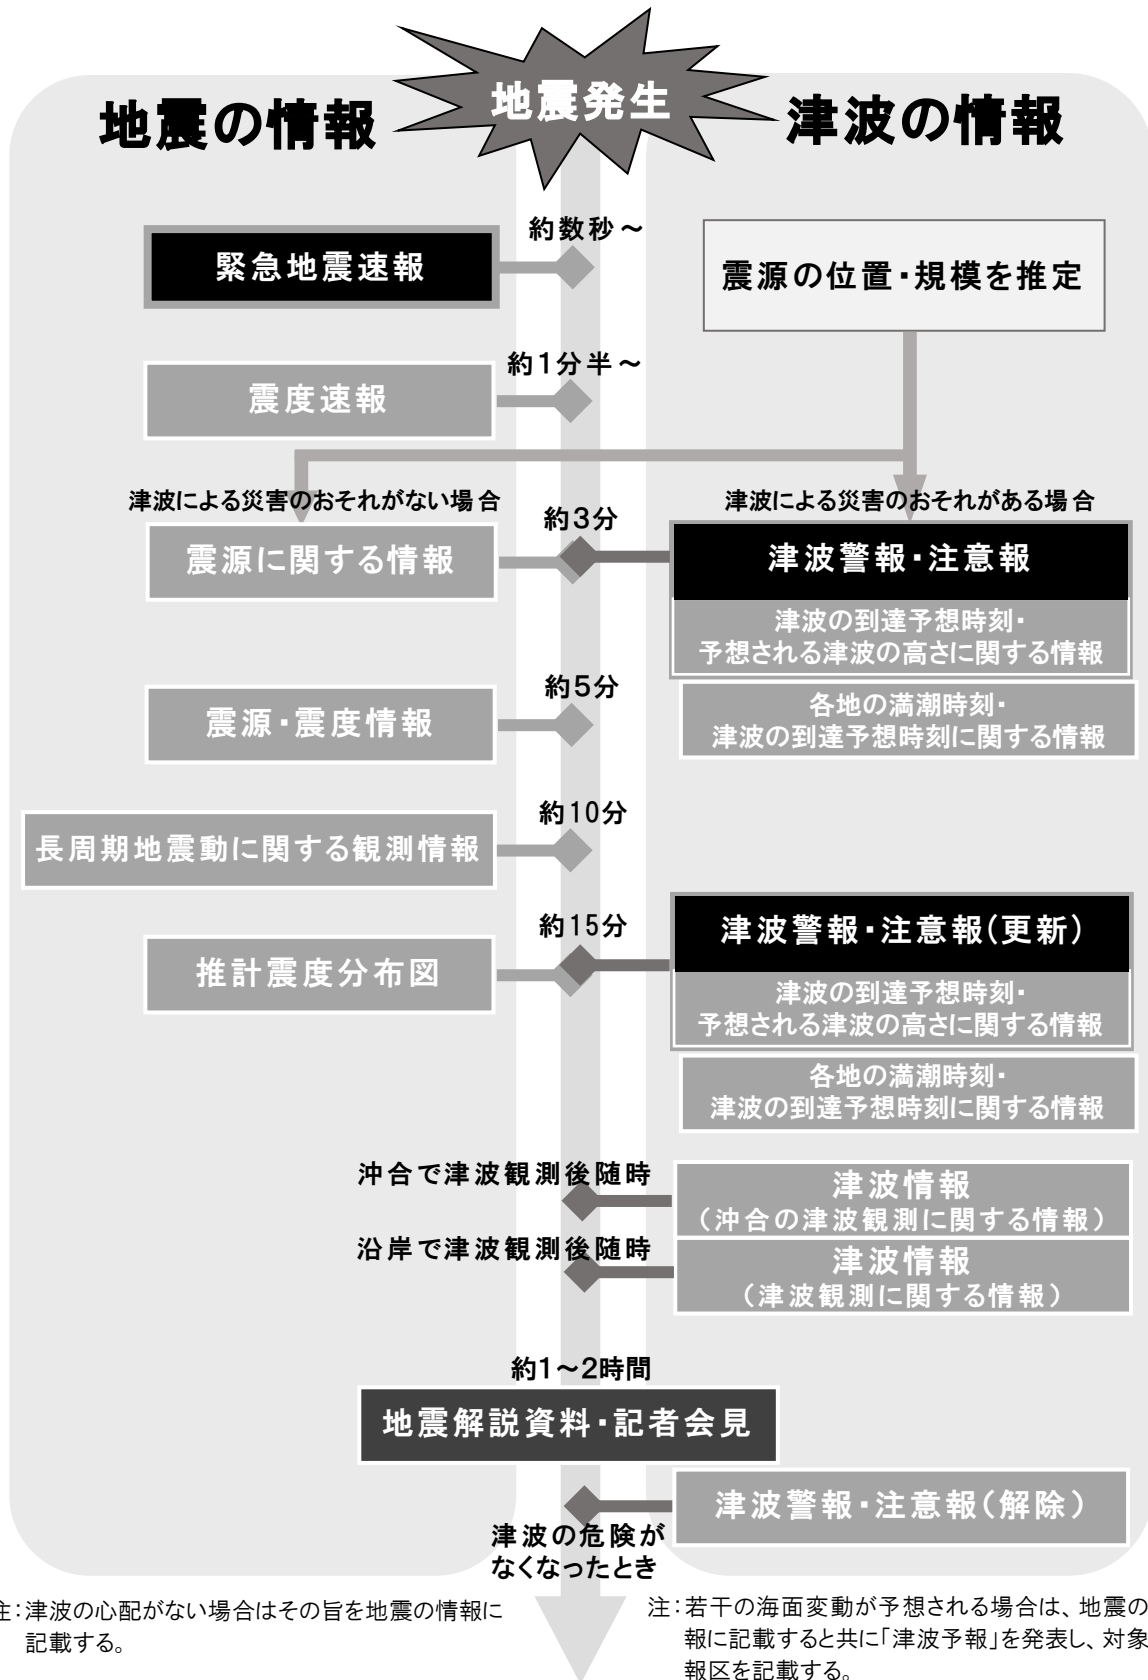 地震発生
地震の情報
津波の情報
約数秒～
緊急地震速報
震源の位置・規模を推定
約1分半～
震度速報
津波による災害のおそれがない場合
津波による災害のおそれがある場合
約3分
震源に関する情報
津波警報・注意報
津波の到達予想時刻・
予想される津波の高さに関する情報
約5分
震源・震度情報
各地の満潮時刻・
津波の到達予想時刻に関する情報
約10分
長周期地震動に関する観測情報
約15分
推計震度分布図
津波警報・注意報(更新)
津波の到達予想時刻・
予想される津波の高さに関する情報
各地の満潮時刻・
津波の到達予想時刻に関する情報
沖合で津波観測後随時
津波情報
（沖合の津波観測に関する情報）
沿岸で津波観測後随時
津波情報
（津波観測に関する情報）
約1～2時間
地震解説資料・記者会見
津波警報・注意報(解除)
津波の危険が
なくなったとき
注：津波の心配がない場合はその旨を地震の情報に
記載する。
注：若干の海面変動が予想される場合は、地震の
報に記載すると共に「津波予報」を発表し、対象
報区を記載する。